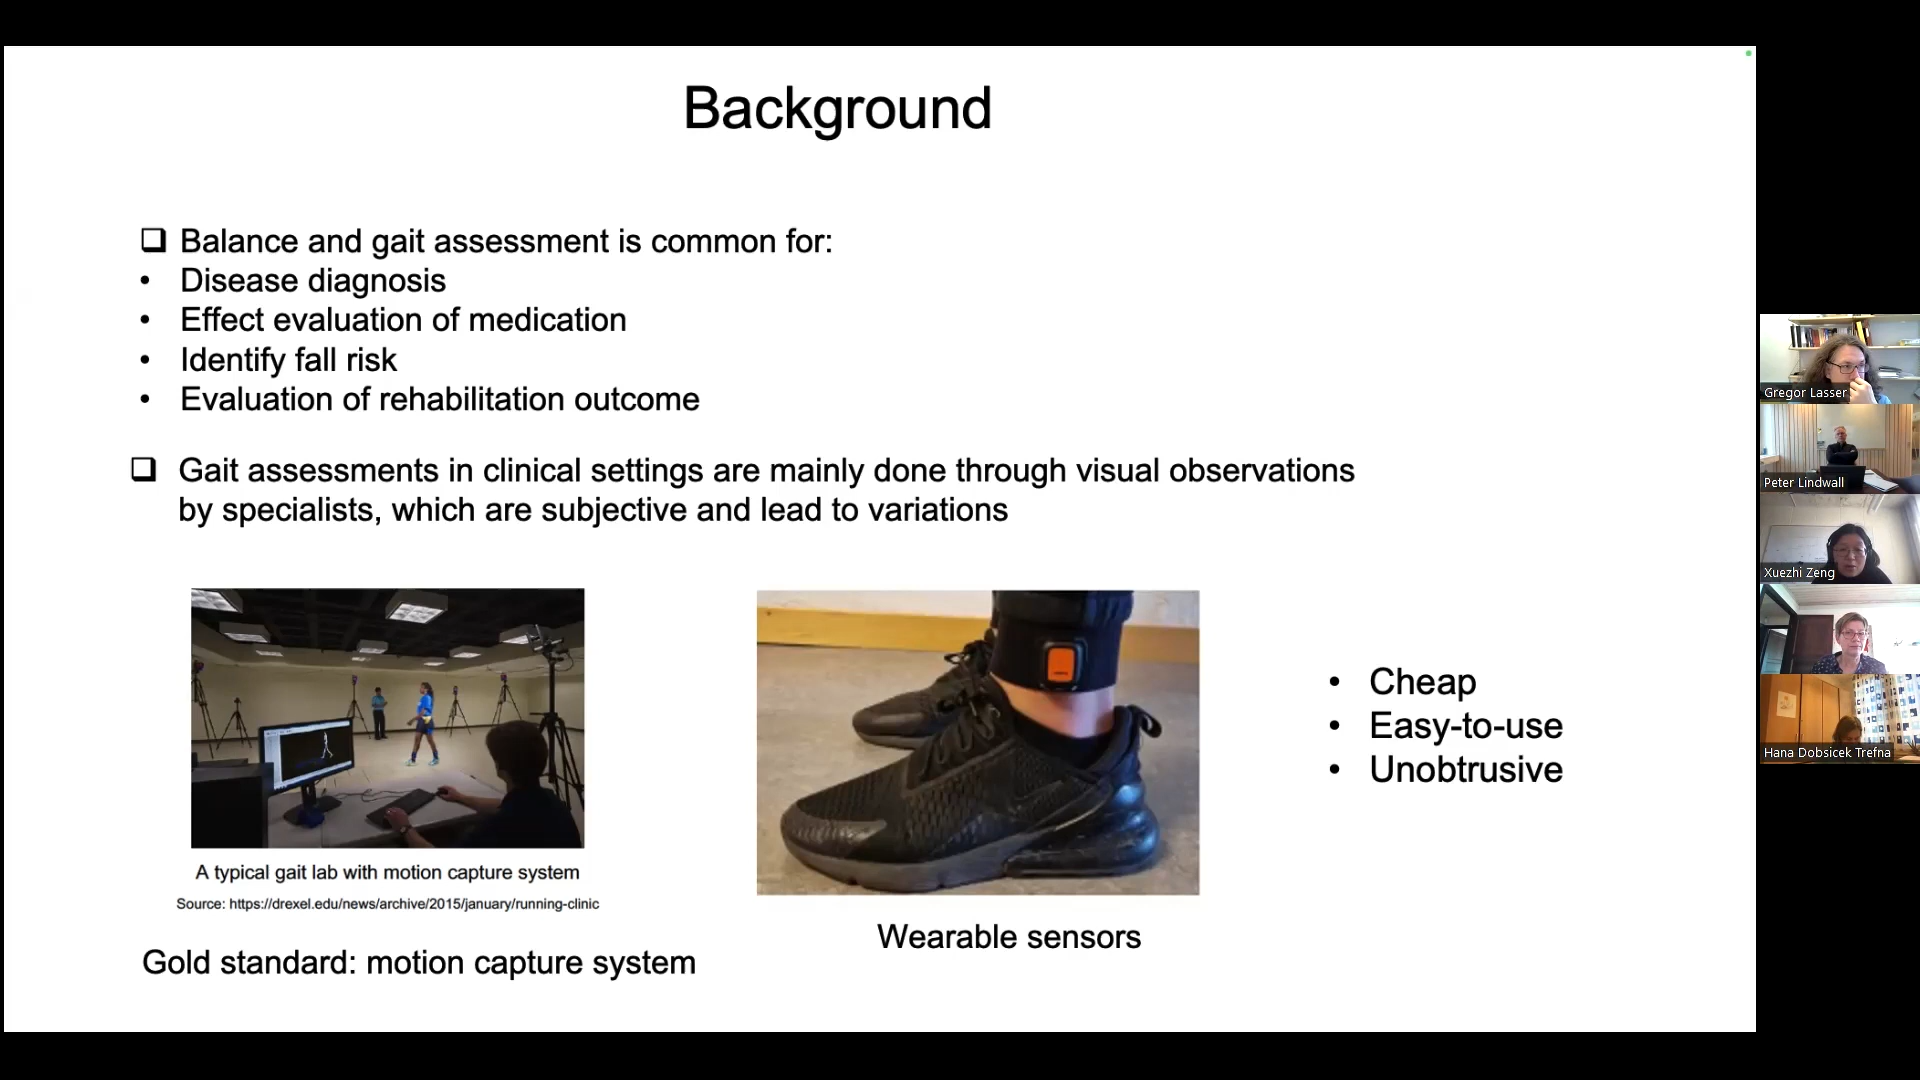 Background
❑ Balance and gait assessment is common for:
• Disease diagnosis
• Effect evaluation of medication
• Identify fall risk
• Evaluation of rehabilitation outcome
❑ Gait assessments in clinical settings are mainly done through visual observations
by specialists, which are subjective and lead to variations
A typical gait lab with motion capture system
Source: https://drexel.edu/news/archive/2015/january/running-clinic
Gold standard: motion capture system
Wearable sensors
• Cheap
• Easy-to-use
• Unobtrusive
Gregor Lasser
Peter Lindwall
Xuezhi Zeng
Hana Dobsicek Trefna